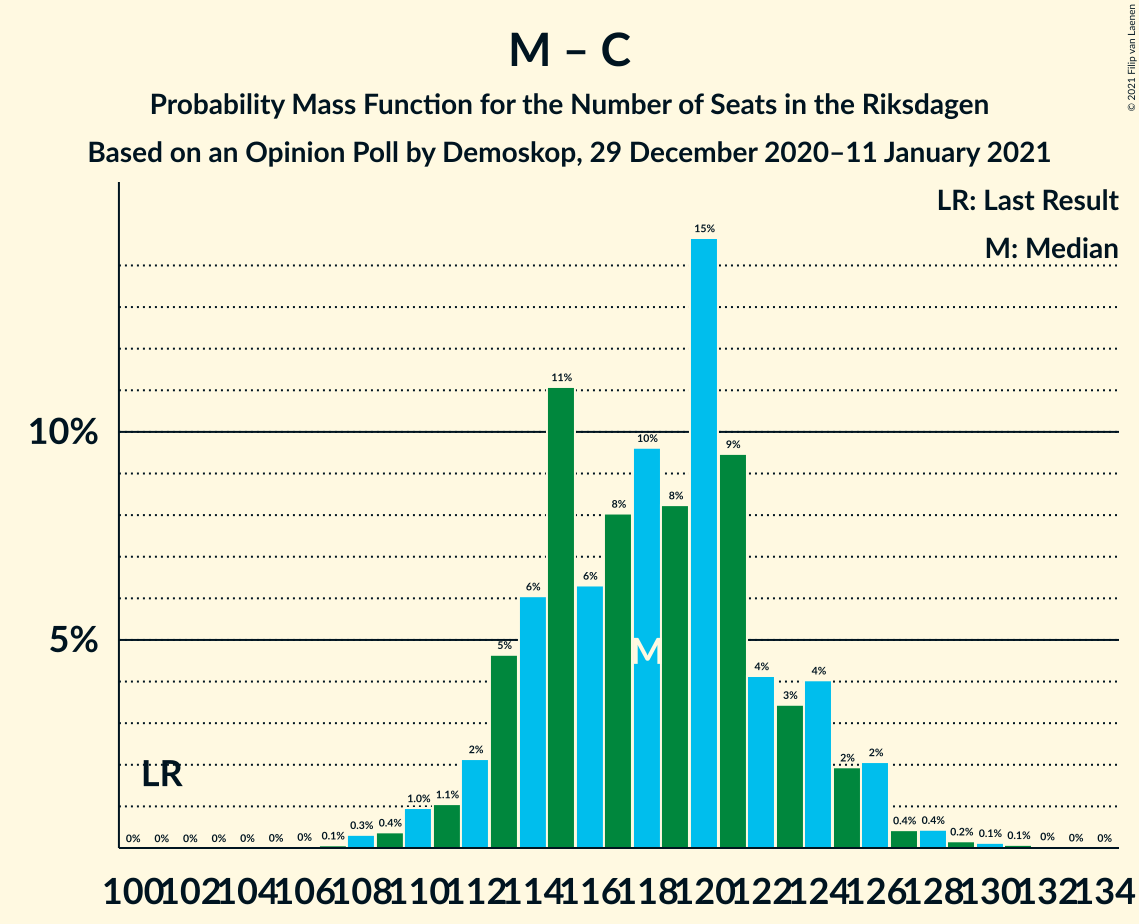 M – C
Probability Mass Function for the Number of Seats in the Riksdagen
Based on an Opinion Poll by Demoskop, 29 December 2020–11 January 2021
© 2021 Filip van Laenen
LR: Last Result
M: Median
10%
5%
LR
M
0% 0% 0% 0% 0% 0% 0% 0.1% 0.3% 0.4% 1.0% 1.1% 2% 5% 6% 11% 6% 8% 10% 8% 15% 9% 4% 3% 4% 2% 2% 0.4% 0.4% 0.2% 0.1% 0.1% 0% 0% 0%
100 102 104 106 108 110 112 114 116 118 120 122 124 126 128 130 132 134